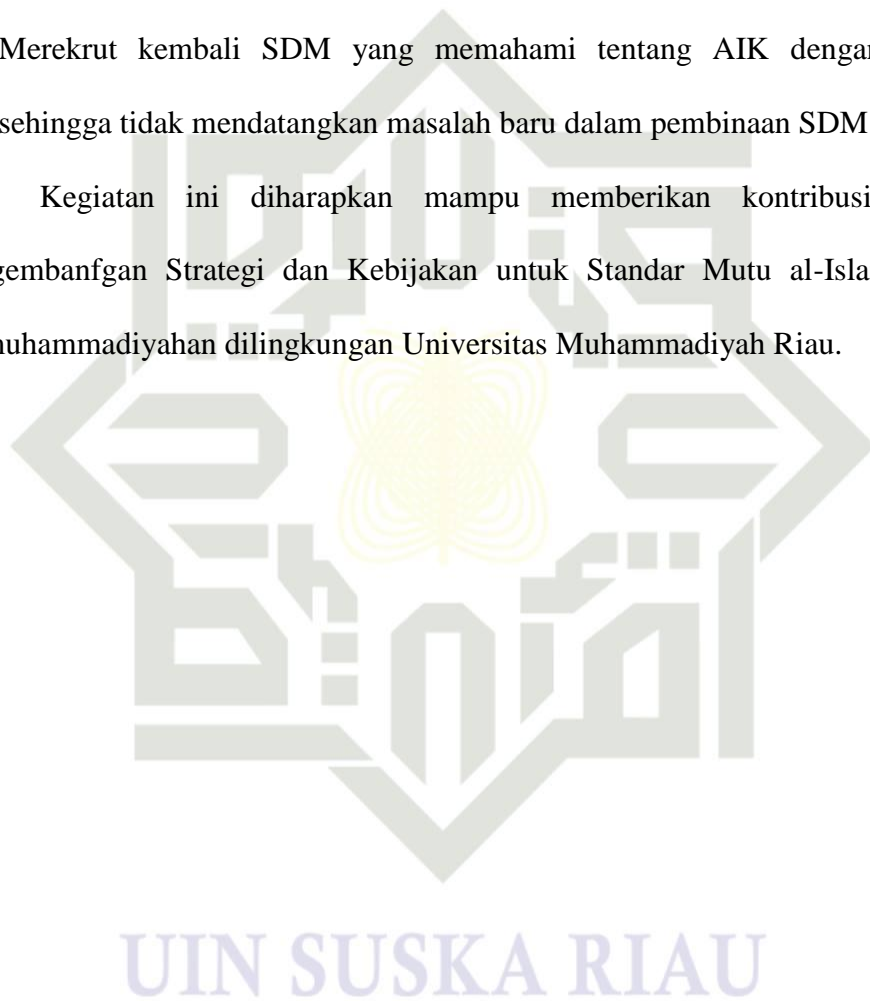 Merekrut kembali SDM yang memahami tentang AIK dengan
sehingga tidak mendatangkan masalah baru dalam pembinaan SDM
Kegiatan ini diharapkan mampu memberikan kontribusi
gembanfgan Strategi dan Kebijakan untuk Standar Mutu al-Isla
muhammadiyahan dilingkungan Universitas Muhammadiyah Riau.
UIN SUSKA RIAU